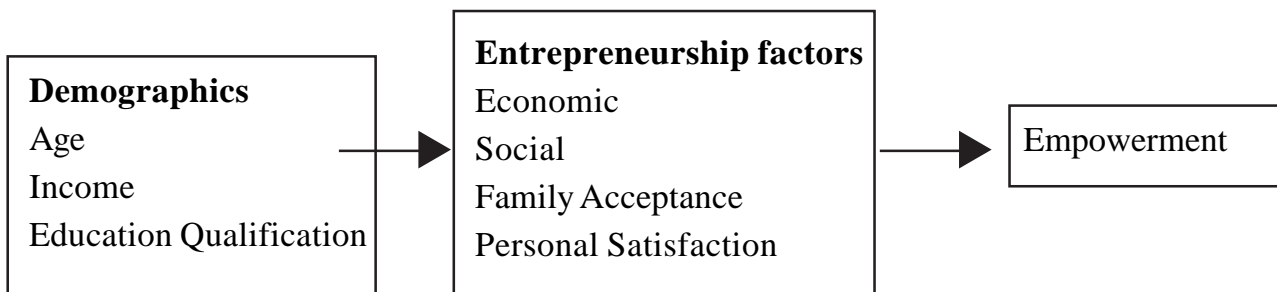 Demographics
Age
Income
Education Qualification
Entrepreneurship factors
Economic
Social
Family Acceptance
Personal Satisfaction
Empowerment